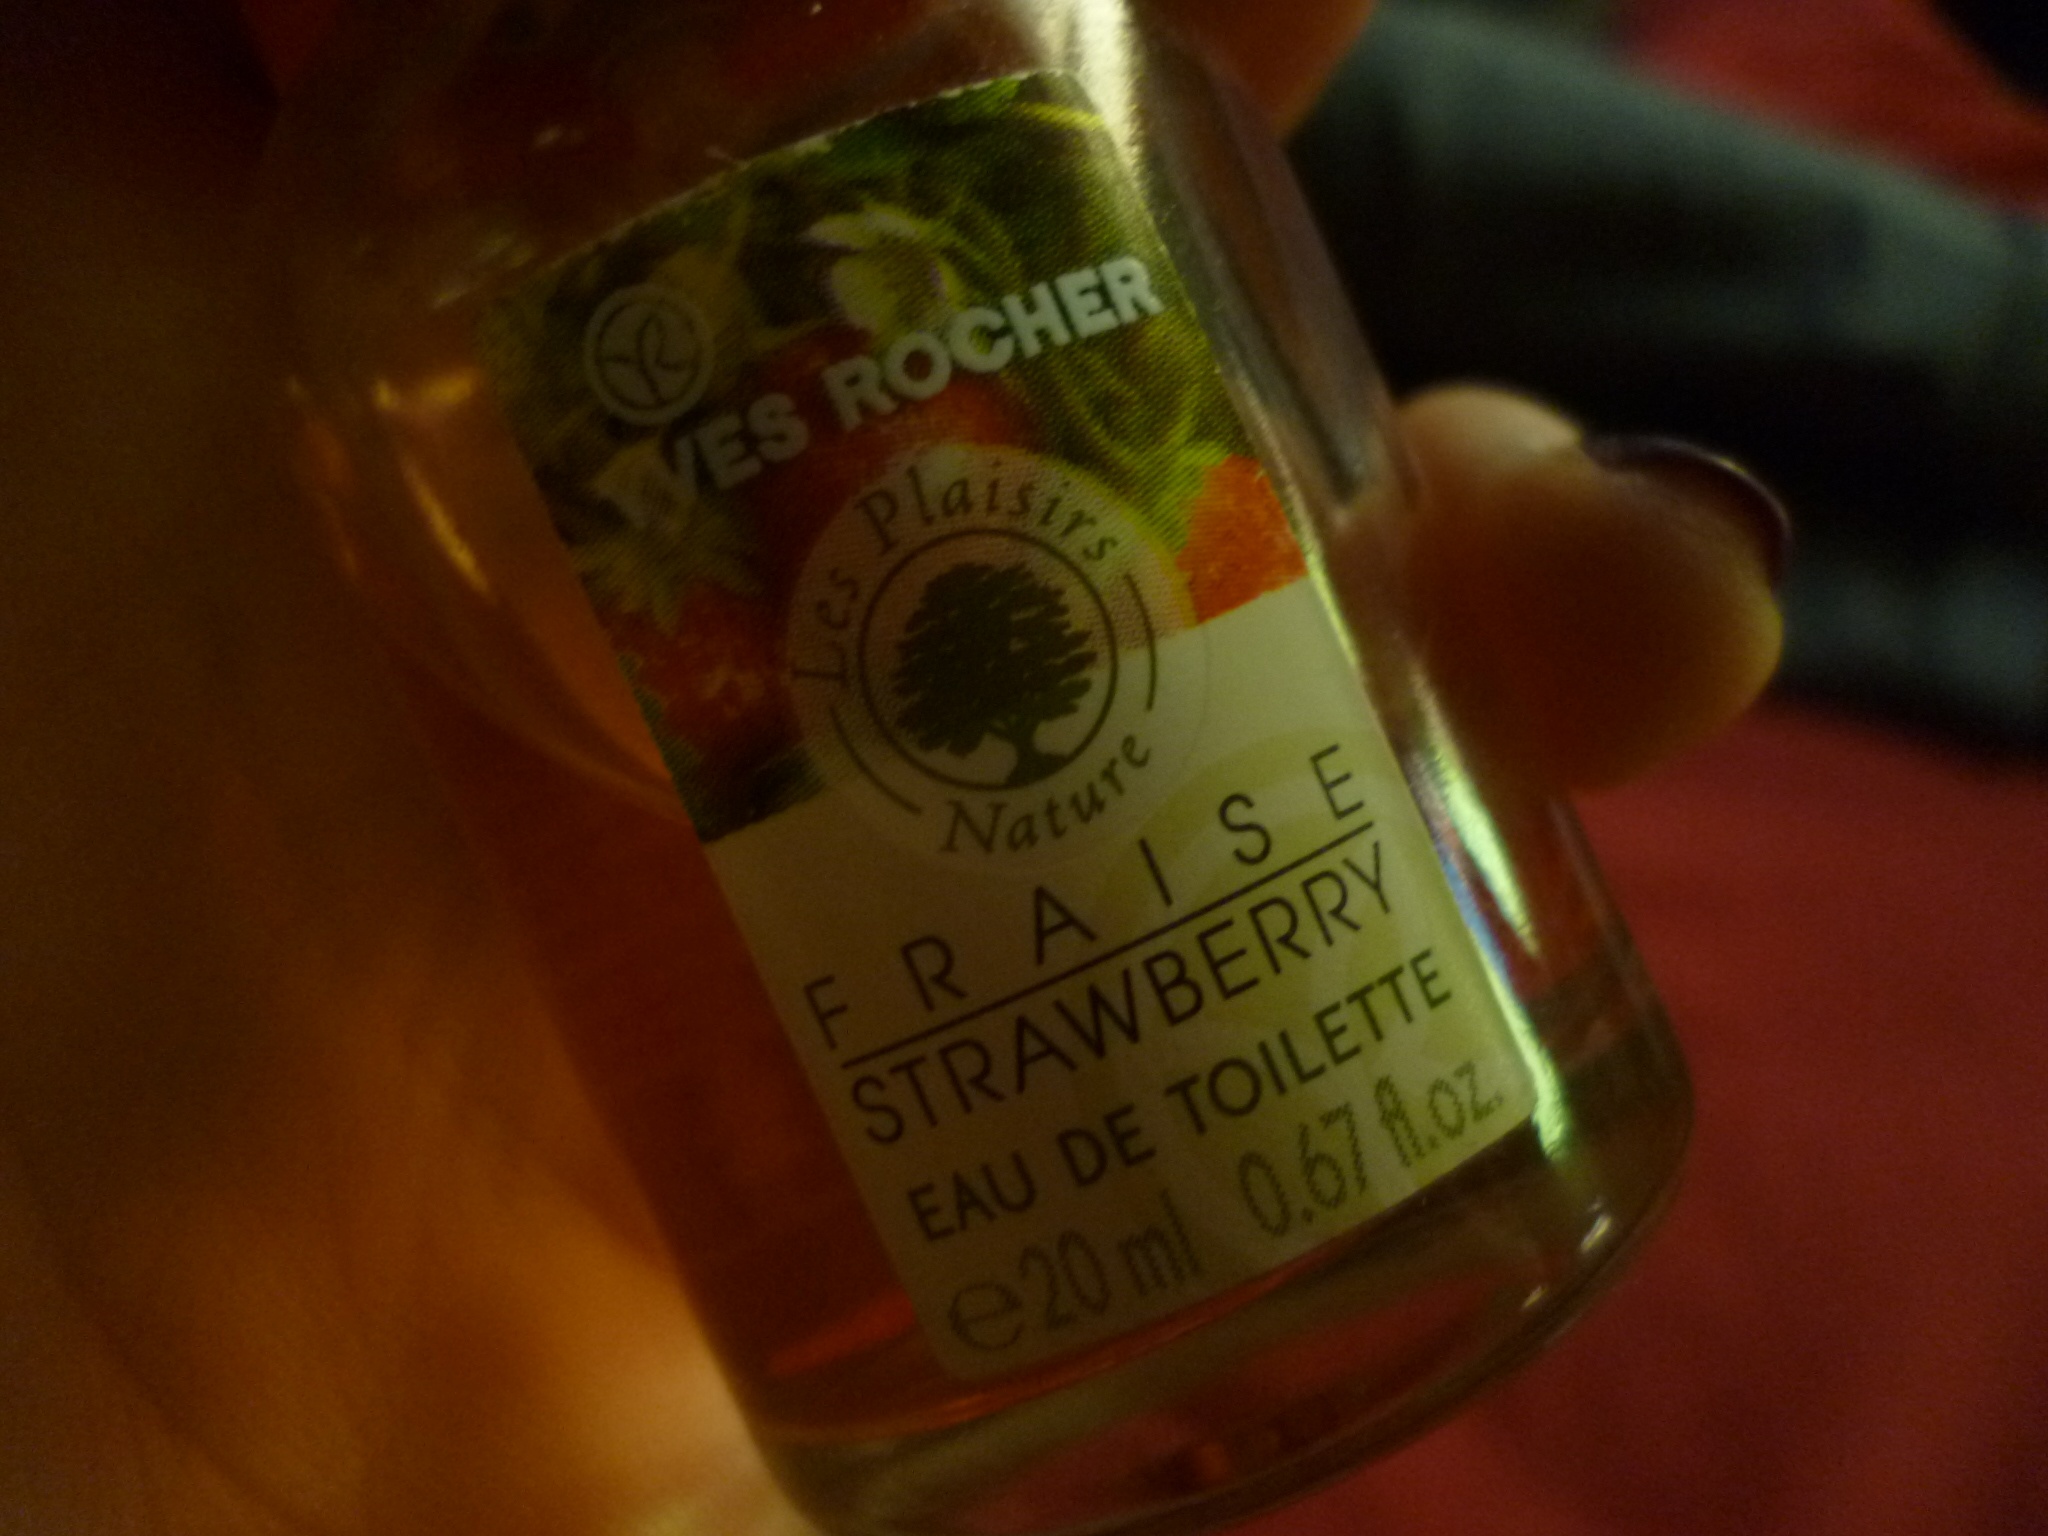 YVES ROCHER
Les Plaisirs
Nature
FRAISE
STRAWBERRY
EAU DE TOILETTE
℮ 20 ml 0.67 fl.oz.